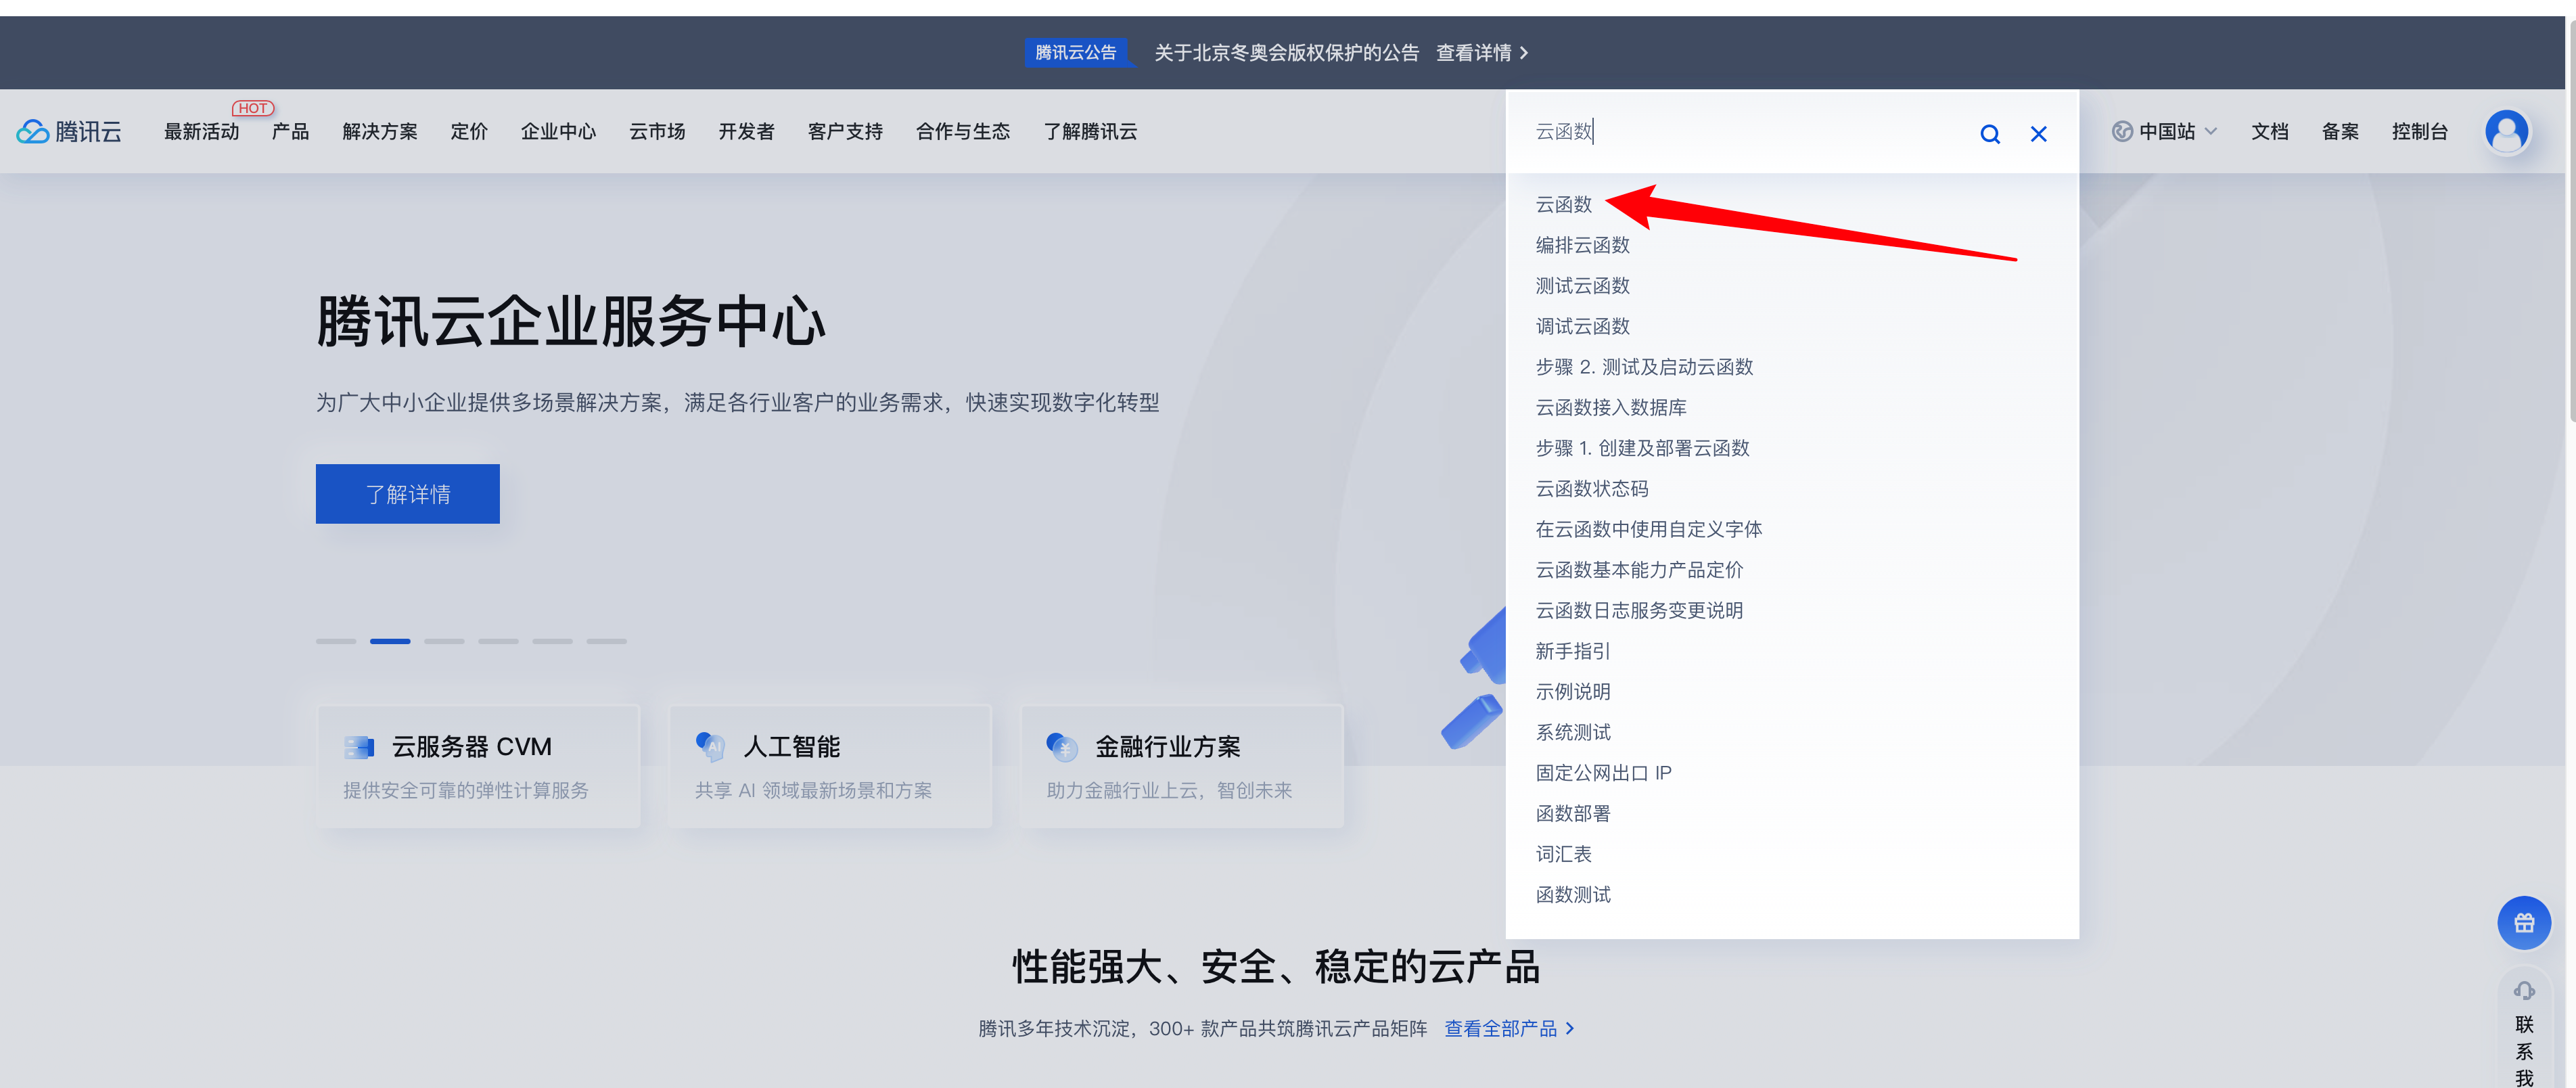 腾讯云公告 关于北京冬奥会版权保护的公告 查看详情
HOT
腾讯云 最新活动 产品 解决方案 定价 企业中心 云市场 开发者 客户支持 合作与生态 了解腾讯云 云函数 中国站 文档 备案 控制台
云函数
编排云函数
测试云函数
调试云函数
步骤 2. 测试及启动云函数
云函数接入数据库
步骤 1. 创建及部署云函数
云函数状态码
在云函数中使用自定义字体
云函数基本能力产品定价
云函数日志服务变更说明
新手指引
示例说明
系统测试
固定公网出口 IP
函数部署
词汇表
函数测试
腾讯云企业服务中心
为广大中小企业提供多场景解决方案，满足各行业客户的业务需求，快速实现数字化转型
了解详情
云服务器 CVM
提供安全可靠的弹性计算服务
AI
人工智能
共享 AI 领域最新场景和方案
¥
金融行业方案
助力金融行业上云，智创未来
性能强大、安全、稳定的云产品
腾讯多年技术沉淀，300+ 款产品共筑腾讯云产品矩阵 查看全部产品
联
系
我